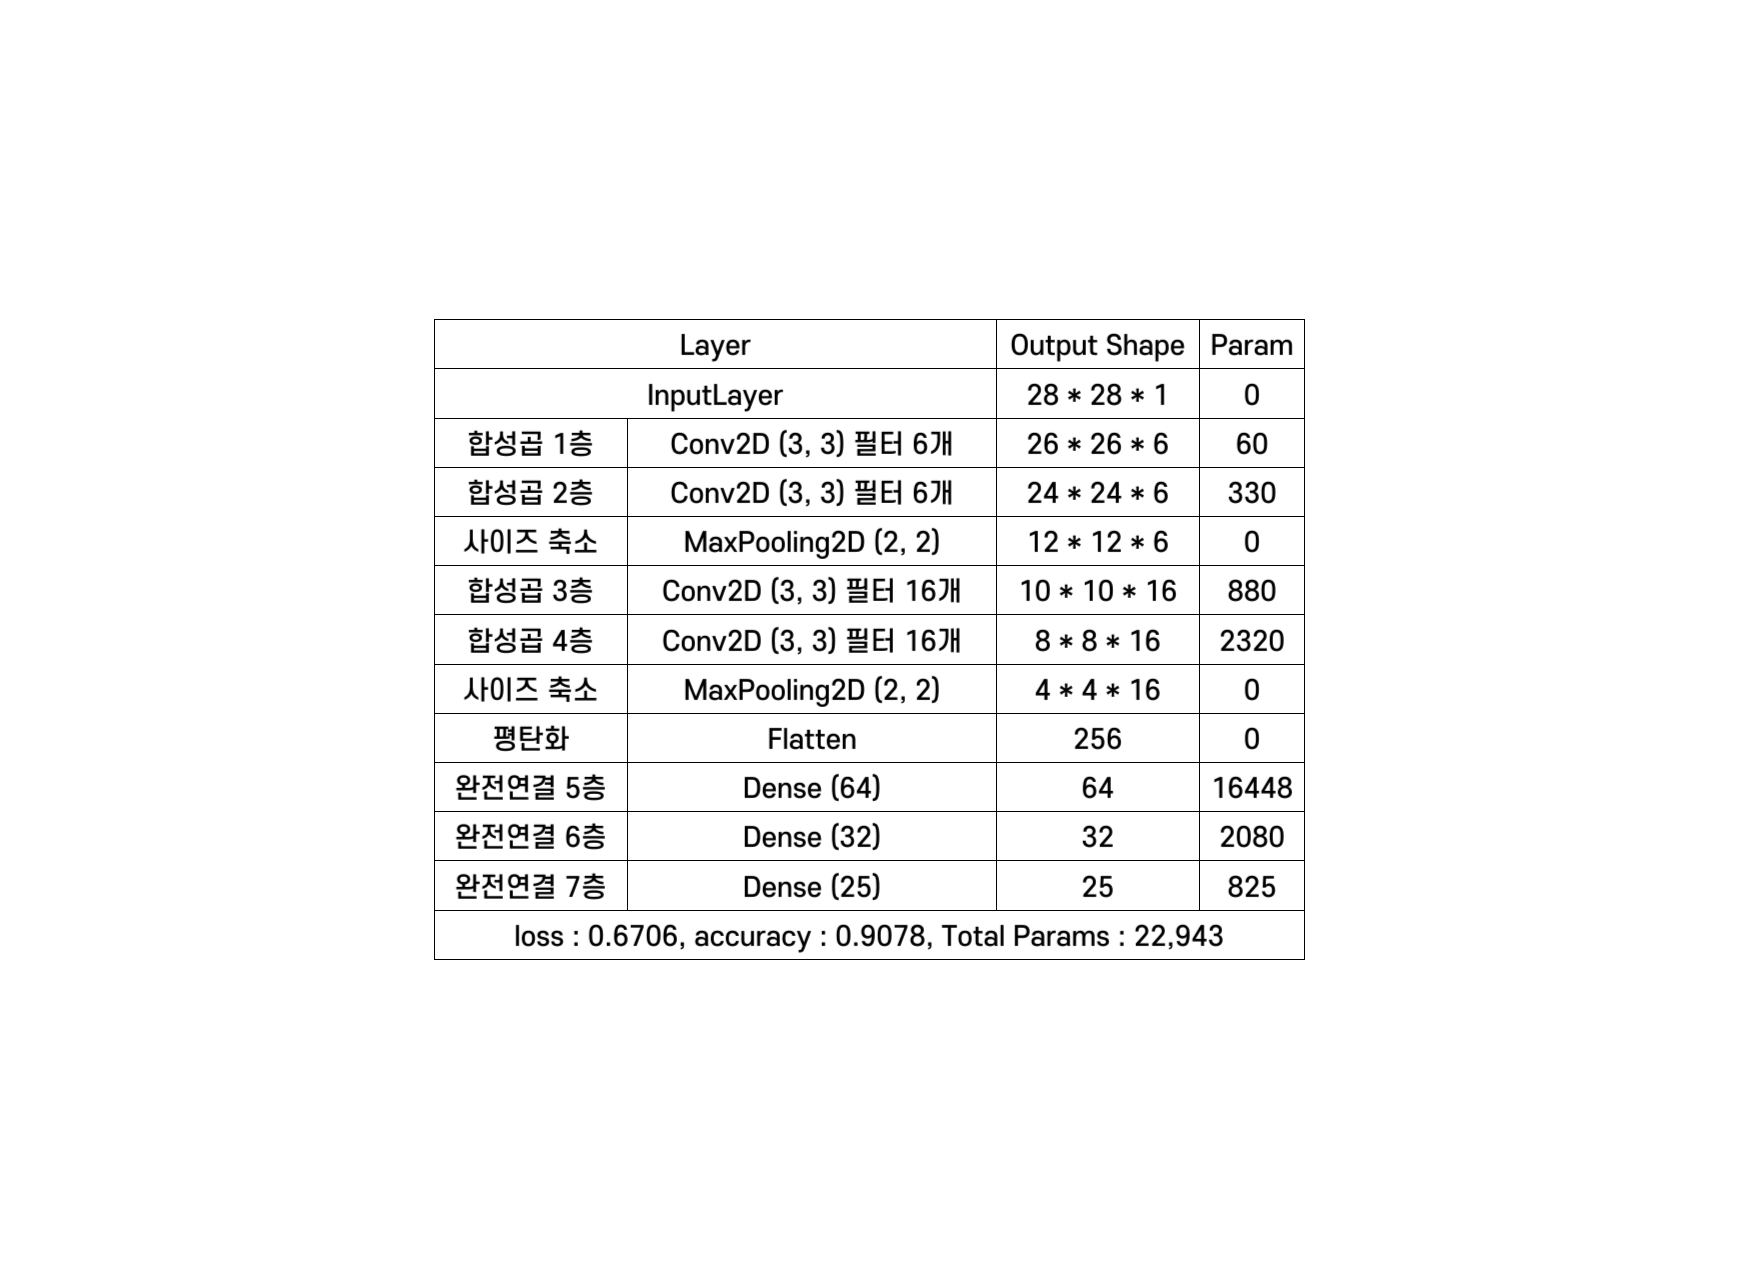 Layer Output Shape Param
InputLayer 28 * 28 * 1 0
합성곱 1층 Conv2D (3, 3) 필터 6개 26 * 26 * 6 60
합성곱 2층 Conv2D (3, 3) 필터 6개 24 * 24 * 6 330
사이즈 축소 MaxPooling2D (2, 2) 12 * 12 * 6 0
합성곱 3층 Conv2D (3, 3) 필터 16개 10 * 10 * 16 880
합성곱 4층 Conv2D (3, 3) 필터 16개 8 * 8 * 16 2320
사이즈 축소 MaxPooling2D (2, 2) 4 * 4 * 16 0
평탄화 Flatten 256 0
완전연결 5층 Dense (64) 64 16448
완전연결 6층 Dense (32) 32 2080
완전연결 7층 Dense (25) 25 825
loss : 0.6706, accuracy : 0.9078, Total Params : 22,943